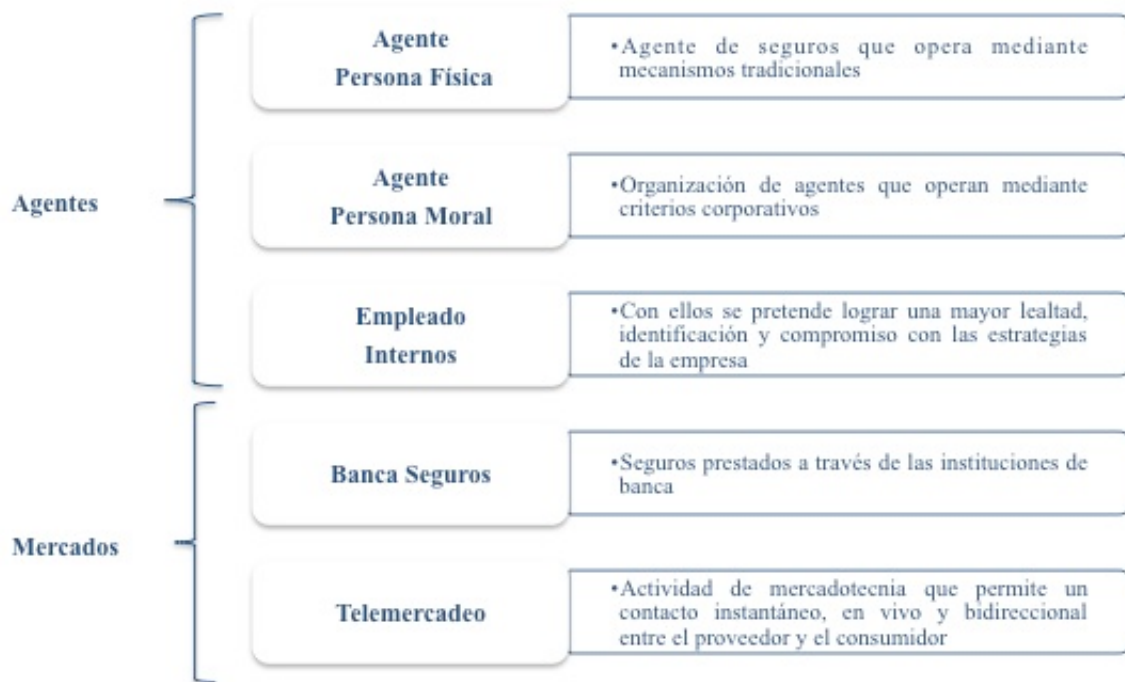 Agentes
Agente
Persona Física
•Agente de seguros que opera mediante
mecanismos tradicionales
Agente
Persona Moral
•Organización de agentes que operan mediante
criterios corporativos
Empleado
Internos
•Con ellos se pretende lograr una mayor lealtad,
identificación y compromiso con las estrategias
de la empresa
Mercados
Banca Seguros
•Seguros prestados a través de las instituciones de
banca
Telemercadeo
•Actividad de mercadotecnia que permite un
contacto instantáneo, en vivo y bidireccional
entre el proveedor y el consumidor